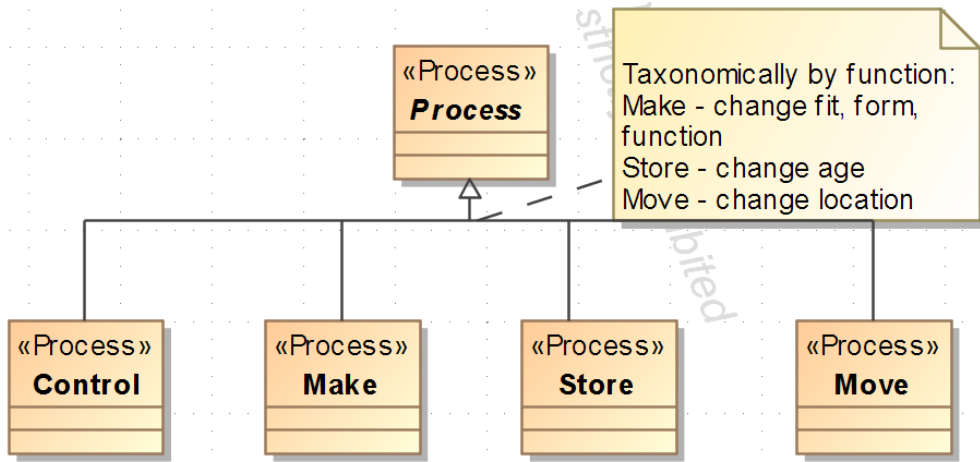 «Process»
Process
Taxonomically by function:
Make - change fit, form,
function
Store - change age
Move - change location
«Process»
Control
«Process»
Make
«Process»
Store
«Process»
Move